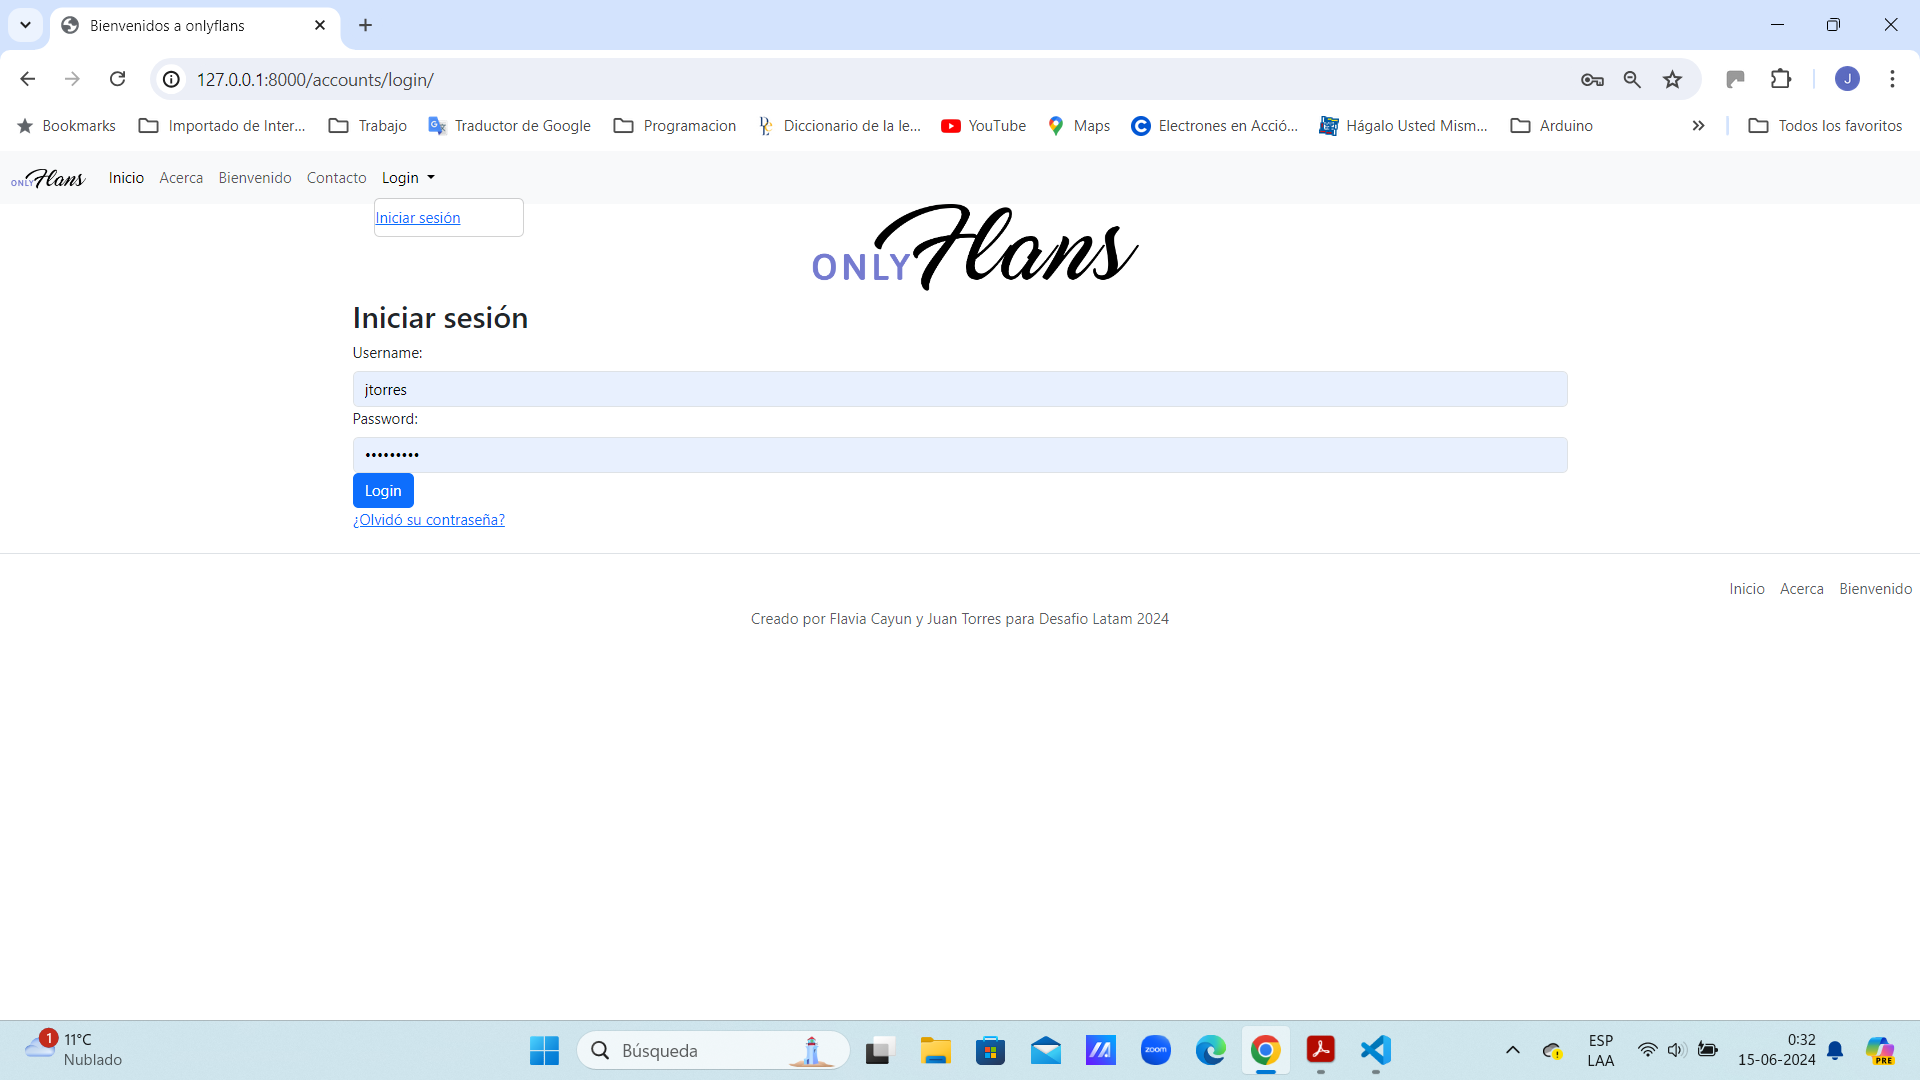 Bienvenidos a onlyflans
127.0.0.1:8000/accounts/login/
J
Bookmarks Importado de Inter... Trabajo Traductor de Google Programacion Diccionario de la le... YouTube Maps Electrones en Acció... Hágalo Usted Mism... Arduino » Todos los favoritos
ONLY Flans Inicio Acerca Bienvenido Contacto Login
Iniciar sesión
ONLY Flans
Iniciar sesión
Username:
jtorres
Password:
•••••••••
Login
¿Olvidó su contraseña?
Inicio Acerca Bienvenido
Creado por Flavia Cayun y Juan Torres para Desafio Latam 2024
1 11°C
Nublado
Búsqueda
zoom
ESP
LAA
0:32
15-06-2024
PRE